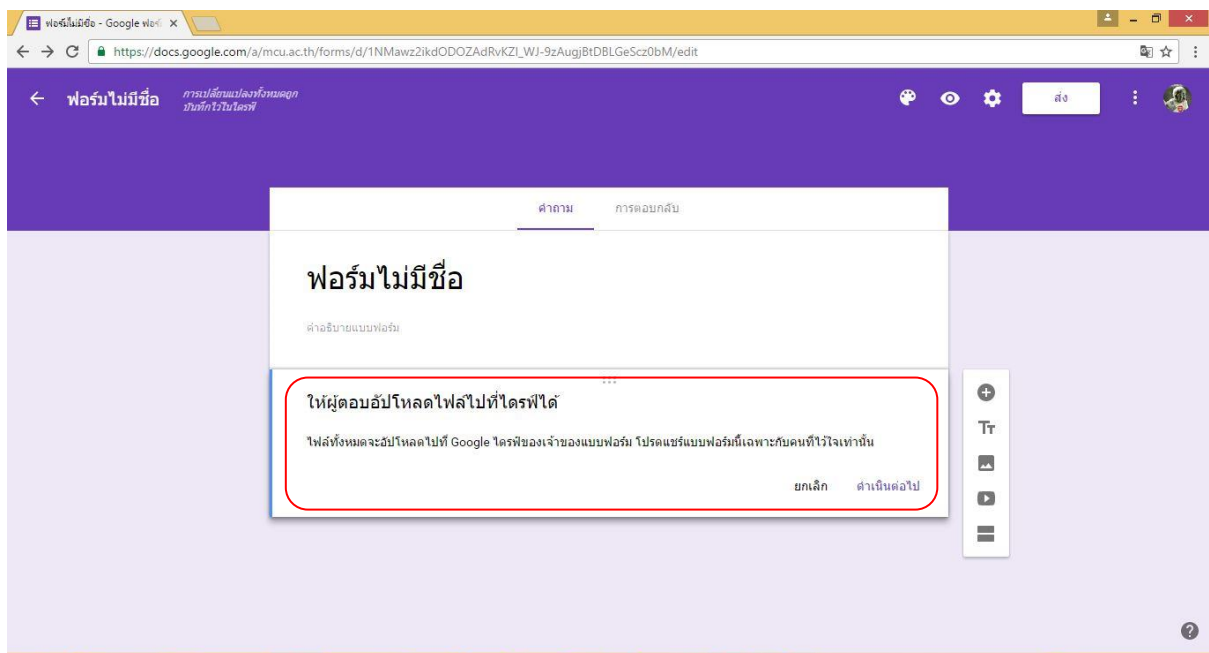 ฟอร์มไม่มีชื่อ - Google ฟอร์
https://docs.google.com/a/mcu.ac.th/forms/d/1NMawz2ikdODOZAdRvKZI_WJ-9zAugjBtDBLGeScz0bM/edit
ฟอร์มไม่มีชื่อ
การเปลี่ยนแปลงทั้งหมดถูก
บันทึกไว้ในไดรฟ์
ส่ง
คำถาม การตอบกลับ
ฟอร์มไม่มีชื่อ
คำอธิบายแบบฟอร์ม
ให้ผู้ตอบอัปโหลดไฟล์ไปที่ไดรฟ์ได้
ไฟล์ทั้งหมดจะอัปโหลดไปที่ Google ไดรฟ์ของเจ้าของแบบฟอร์ม โปรดแชร์แบบฟอร์มนี้เฉพาะกับคนที่ไว้ใจเท่านั้น
ยกเลิก ดำเนินต่อไป